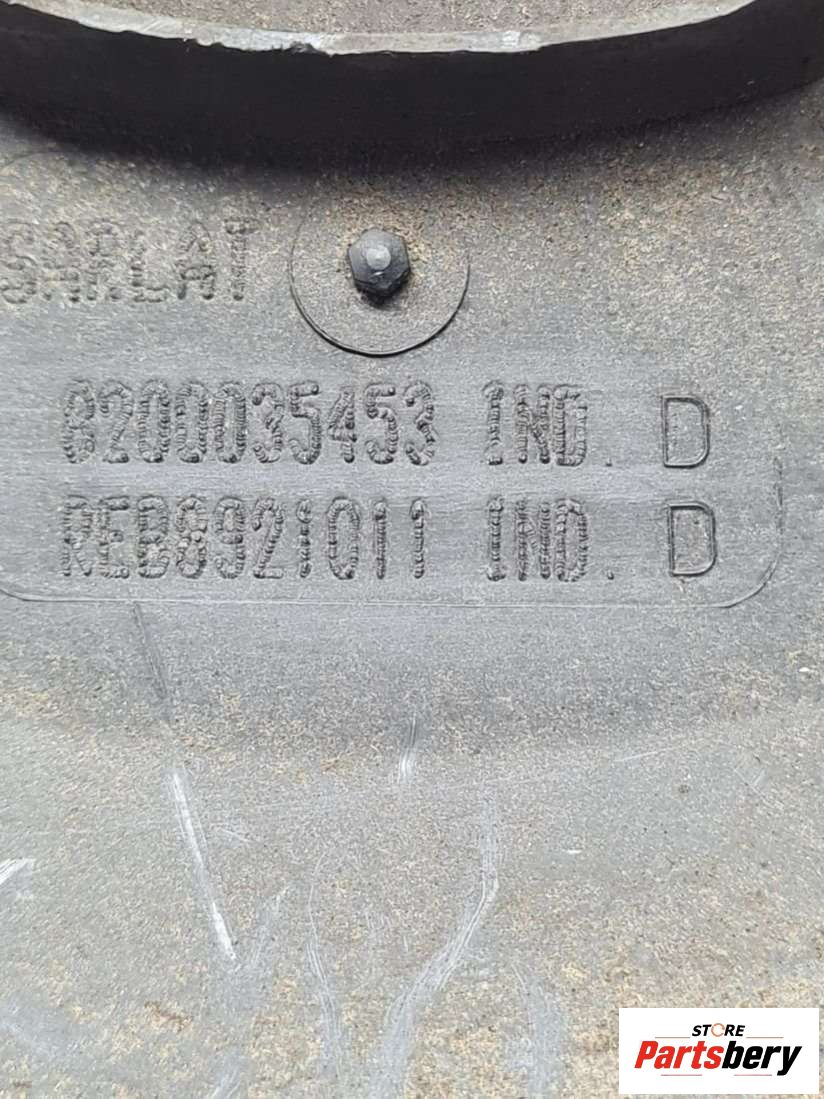 SARLAT
8200035453 IND. D
REB8921011 IND. D
STORE
Partsbery